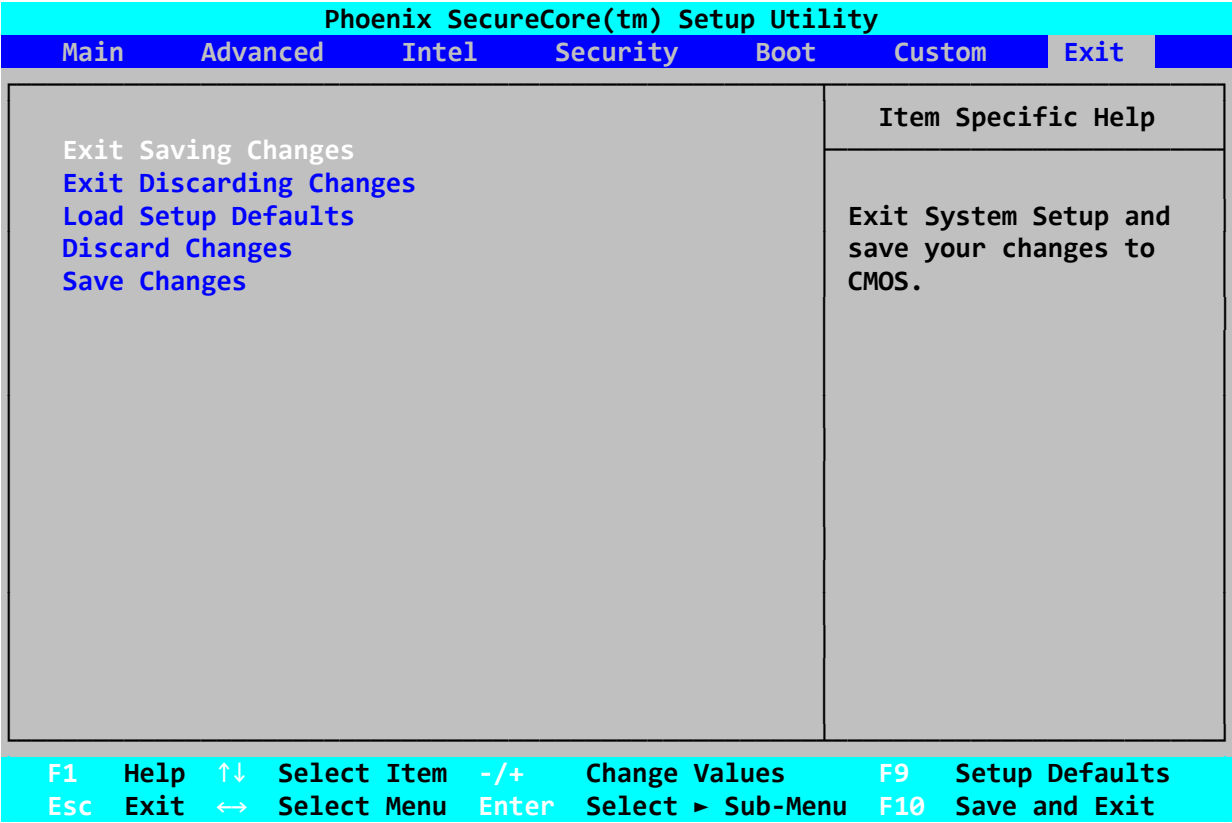 Phoenix SecureCore(tm) Setup Utility
Main Advanced Intel Security Boot Custom Exit
Item Specific Help
Exit Saving Changes
Exit Discarding Changes
Load Setup Defaults
Discard Changes
Save Changes
Exit System Setup and
save your changes to
CMOS.
F1 Help ↑↓ Select Item -/+ Change Values F9 Setup Defaults
Esc Exit ↔ Select Menu Enter Select ► Sub-Menu F10 Save and Exit